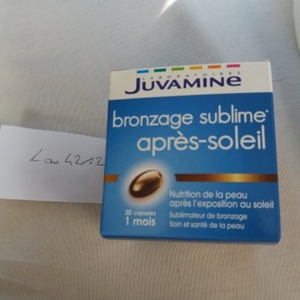 LABORATOIRES
JUVAMINE
bronzage sublime*
après-soleil
Nutrition de la peau
après l'exposition au soleil
30 capsules
1 mois
Sublimateur de bronzage
Soin et santé de la peau